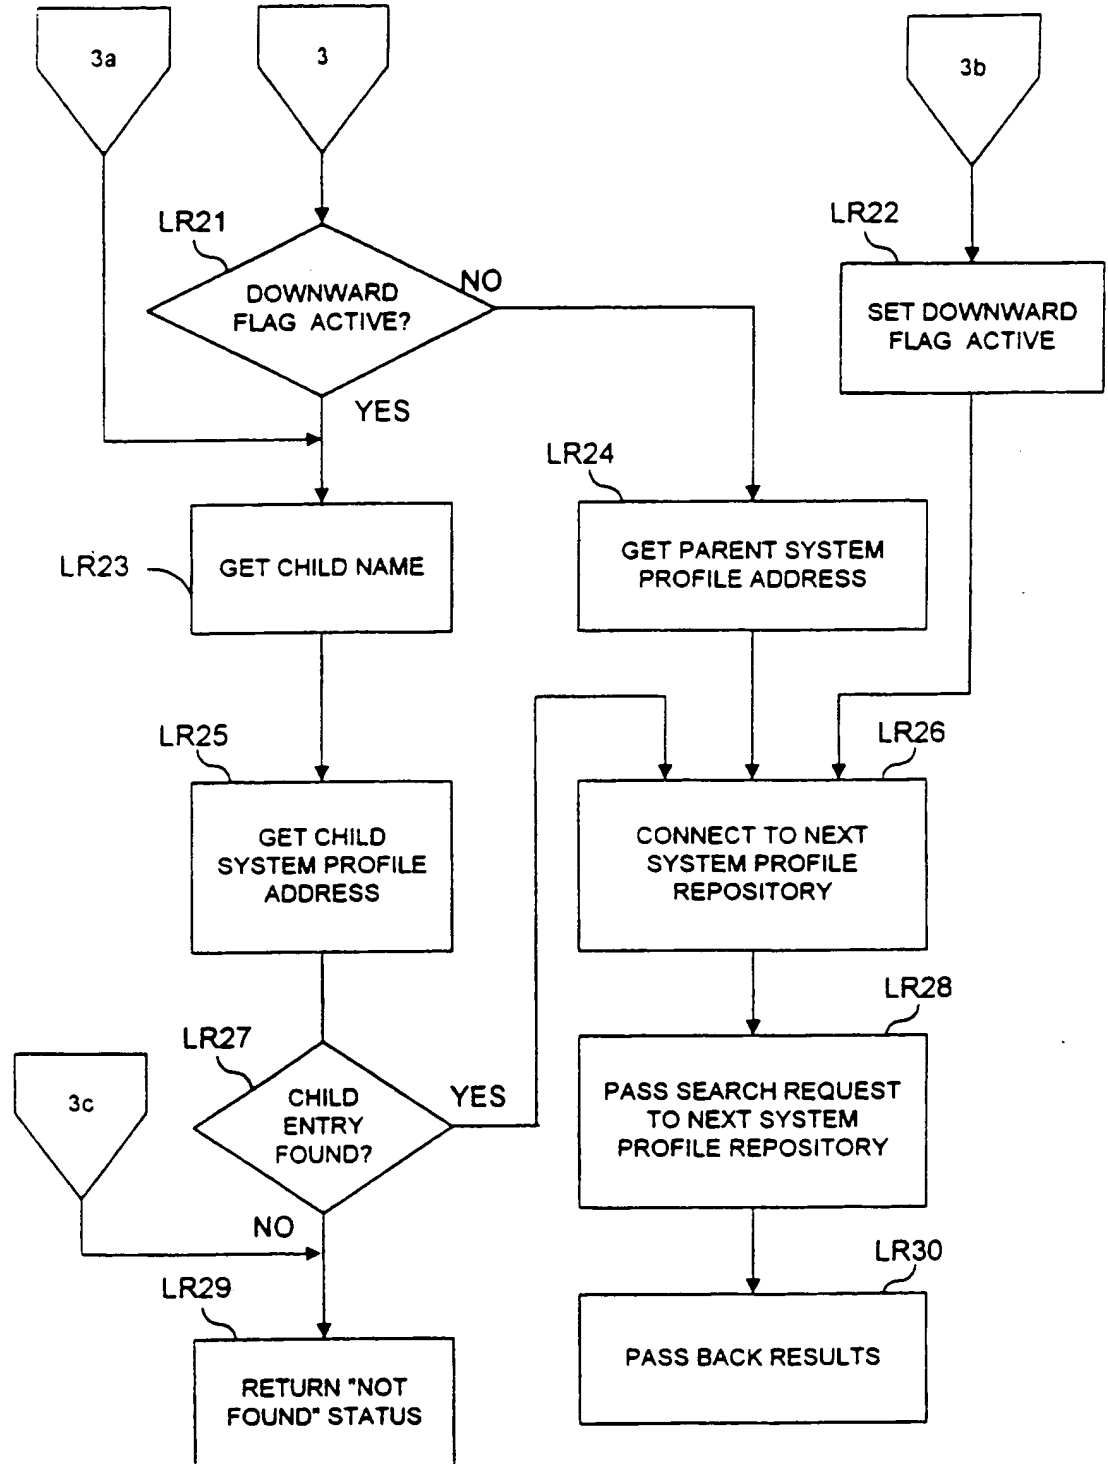 3a
3
3b
LR21
DOWNWARD
FLAG ACTIVE?
NO
YES
LR22
SET DOWNWARD
FLAG ACTIVE
LR23
GET CHILD NAME
LR24
GET PARENT SYSTEM
PROFILE ADDRESS
LR25
GET CHILD
SYSTEM PROFILE
ADDRESS
LR26
CONNECT TO NEXT
SYSTEM PROFILE
REPOSITORY
3c
LR27
CHILD
ENTRY
FOUND?
YES
NO
LR28
PASS SEARCH REQUEST
TO NEXT SYSTEM
PROFILE REPOSITORY
LR29
RETURN "NOT
FOUND" STATUS
LR30
PASS BACK RESULTS